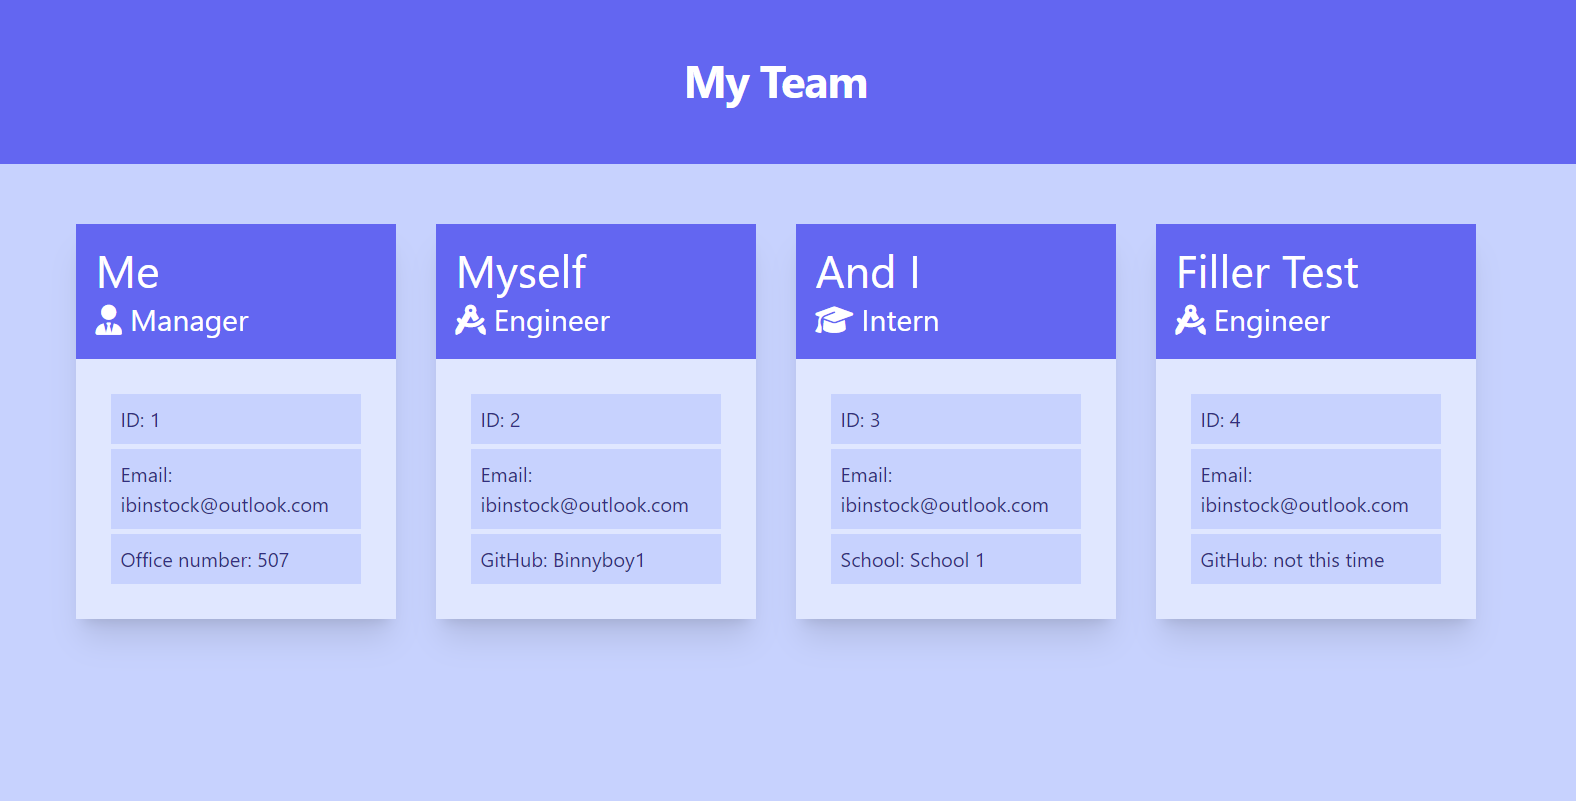 My Team
Me
Manager
ID: 1
Email:
ibinstock@outlook.com
Office number: 507
Myself
Engineer
ID: 2
Email:
ibinstock@outlook.com
GitHub: Binnyboy1
And I
Intern
ID: 3
Email:
ibinstock@outlook.com
School: School 1
Filler Test
Engineer
ID: 4
Email:
ibinstock@outlook.com
GitHub: not this time